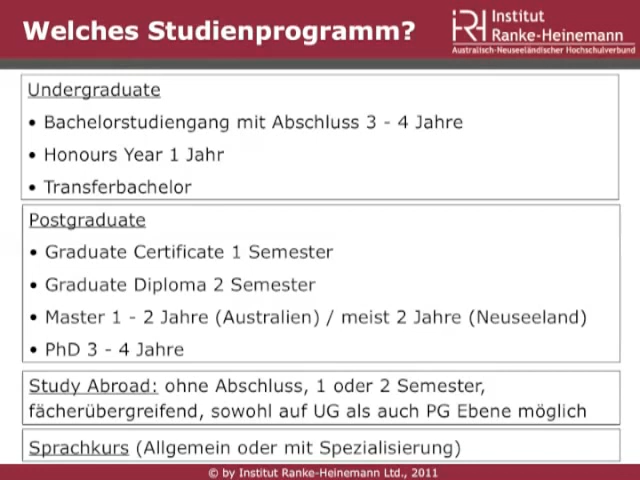 Welches Studienprogramm?
iRH Institut
Ranke-Heinemann
Australisch-Neuseeländischer Hochschulverbund
Undergraduate
• Bachelorstudiengang mit Abschluss 3 - 4 Jahre
• Honours Year 1 Jahr
• Transferbachelor
Postgraduate
• Graduate Certificate 1 Semester
• Graduate Diploma 2 Semester
• Master 1 - 2 Jahre (Australien) / meist 2 Jahre (Neuseeland)
• PhD 3 - 4 Jahre
Study Abroad: ohne Abschluss, 1 oder 2 Semester,
fächerübergreifend, sowohl auf UG als auch PG Ebene möglich
Sprachkurs (Allgemein oder mit Spezialisierung)
© by Institut Ranke-Heinemann Ltd., 2011